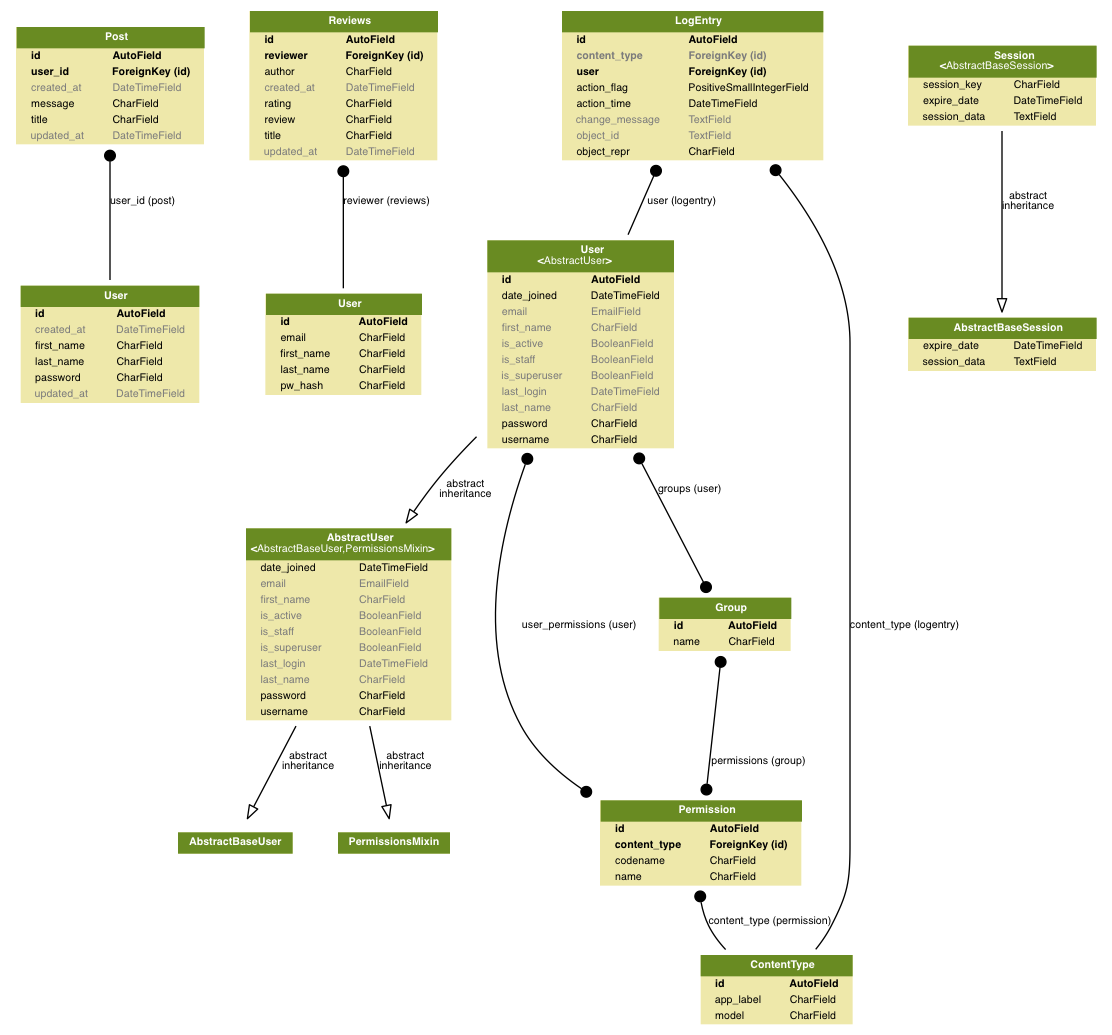 Post
id AutoField
user_id ForeignKey (id)
created_at DateTimeField
message CharField
title CharField
updated_at DateTimeField
user_id (post)
User
id AutoField
created_at DateTimeField
first_name CharField
last_name CharField
password CharField
updated_at DateTimeField
Reviews
id AutoField
reviewer ForeignKey (id)
author CharField
created_at DateTimeField
rating CharField
review CharField
title CharField
updated_at DateTimeField
reviewer (reviews)
User
id AutoField
email CharField
first_name CharField
last_name CharField
pw_hash CharField
LogEntry
id AutoField
content_type ForeignKey (id)
user ForeignKey (id)
action_flag PositiveSmallIntegerField
action_time DateTimeField
change_message TextField
object_id TextField
object_repr CharField
user (logentry)
User
<AbstractUser>
id AutoField
date_joined DateTimeField
email EmailField
first_name CharField
is_active BooleanField
is_staff BooleanField
is_superuser BooleanField
last_login DateTimeField
last_name CharField
password CharField
username CharField
Session
<AbstractBaseSession>
session_key CharField
expire_date DateTimeField
session_data TextField
abstract
inheritance
AbstractBaseSession
expire_date DateTimeField
session_data TextField
abstract
inheritance
groups (user)
AbstractUser
<AbstractBaseUser,PermissionsMixin>
date_joined DateTimeField
email EmailField
first_name CharField
is_active BooleanField
is_staff BooleanField
is_superuser BooleanField
last_login DateTimeField
last_name CharField
password CharField
username CharField
user_permissions (user)
Group
id AutoField
name CharField
content_type (logentry)
abstract
inheritance
abstract
inheritance
permissions (group)
AbstractBaseUser
PermissionsMixin
Permission
id AutoField
content_type ForeignKey (id)
codename CharField
name CharField
content_type (permission)
ContentType
id AutoField
app_label CharField
model CharField